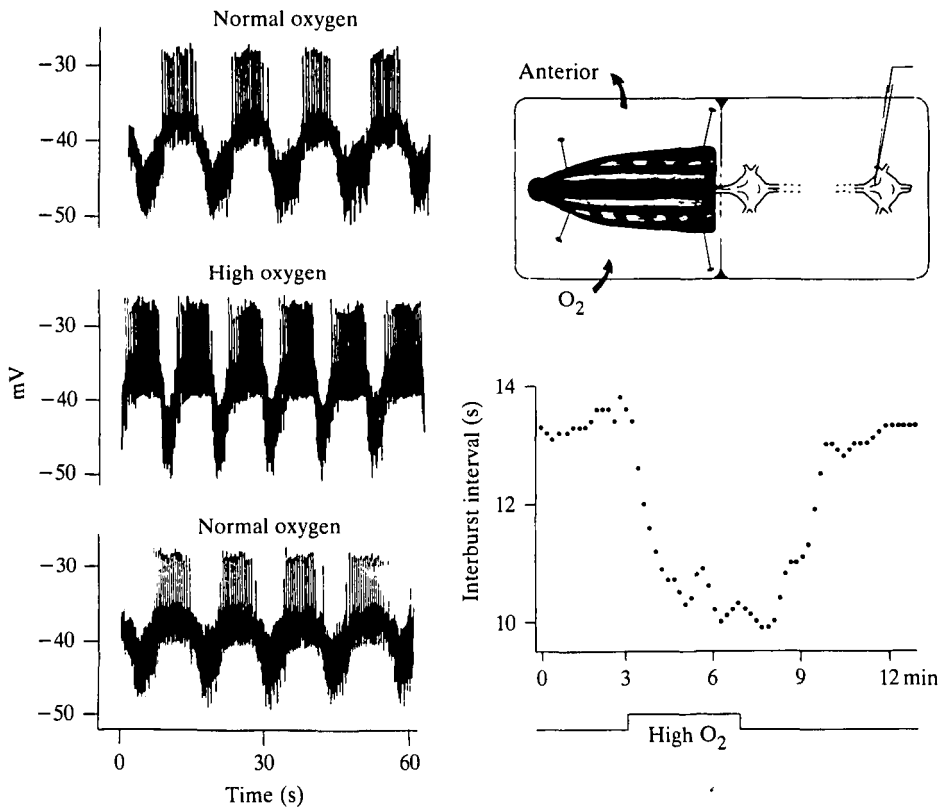 Normal oxygen
−30
−40
−50
High oxygen
−30
−40
−50
mV
Normal oxygen
−30
−40
−50
0 30 60
Time (s)
Anterior
O₂
14
12
10
Interburst interval (s)
0 3 6 9 12 min
High O₂